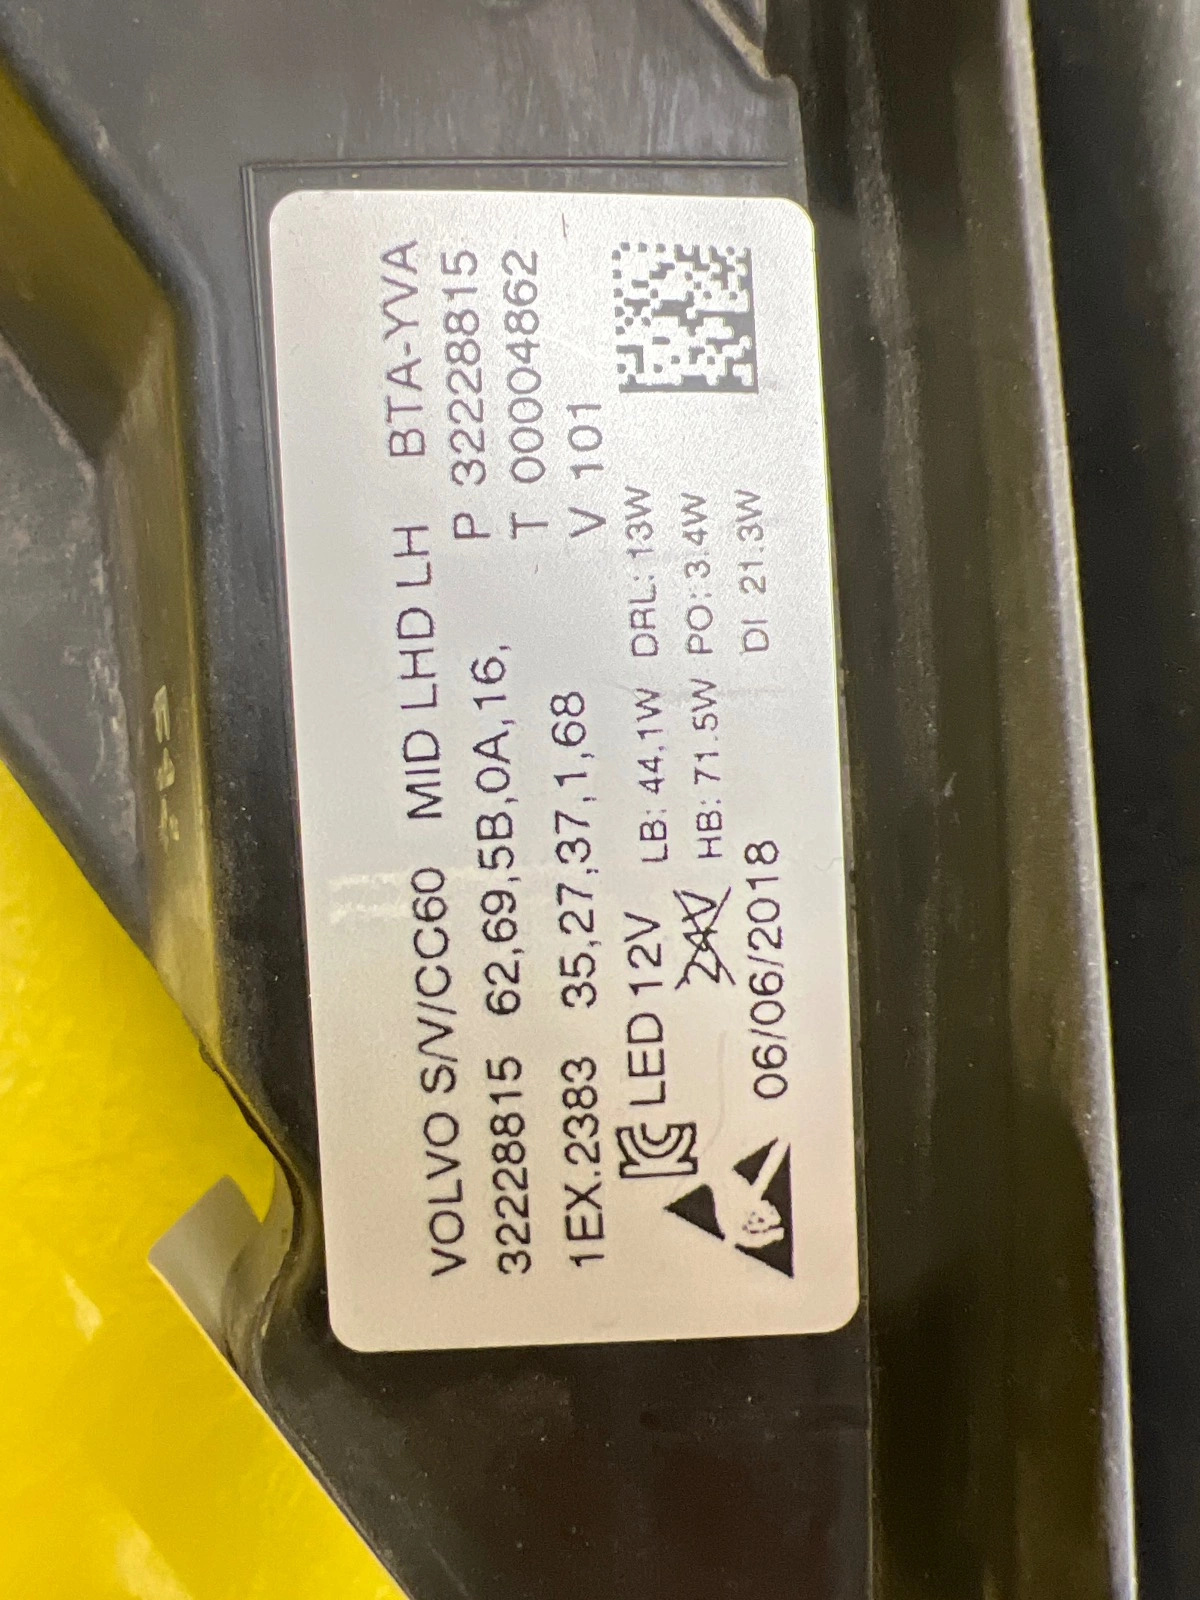 VOLVO S/V/CC60 MID LHD LH BTA-YVA
32228815 62,69,5B,0A,16, P 32228815
T 00004862
1EX.2383 35,27,37,1,68 V 101
LED 12V LB: 44.1W DRL: 13W
24V HB: 71.5W PO: 3.4W
06/06/2018 DI 21.3W